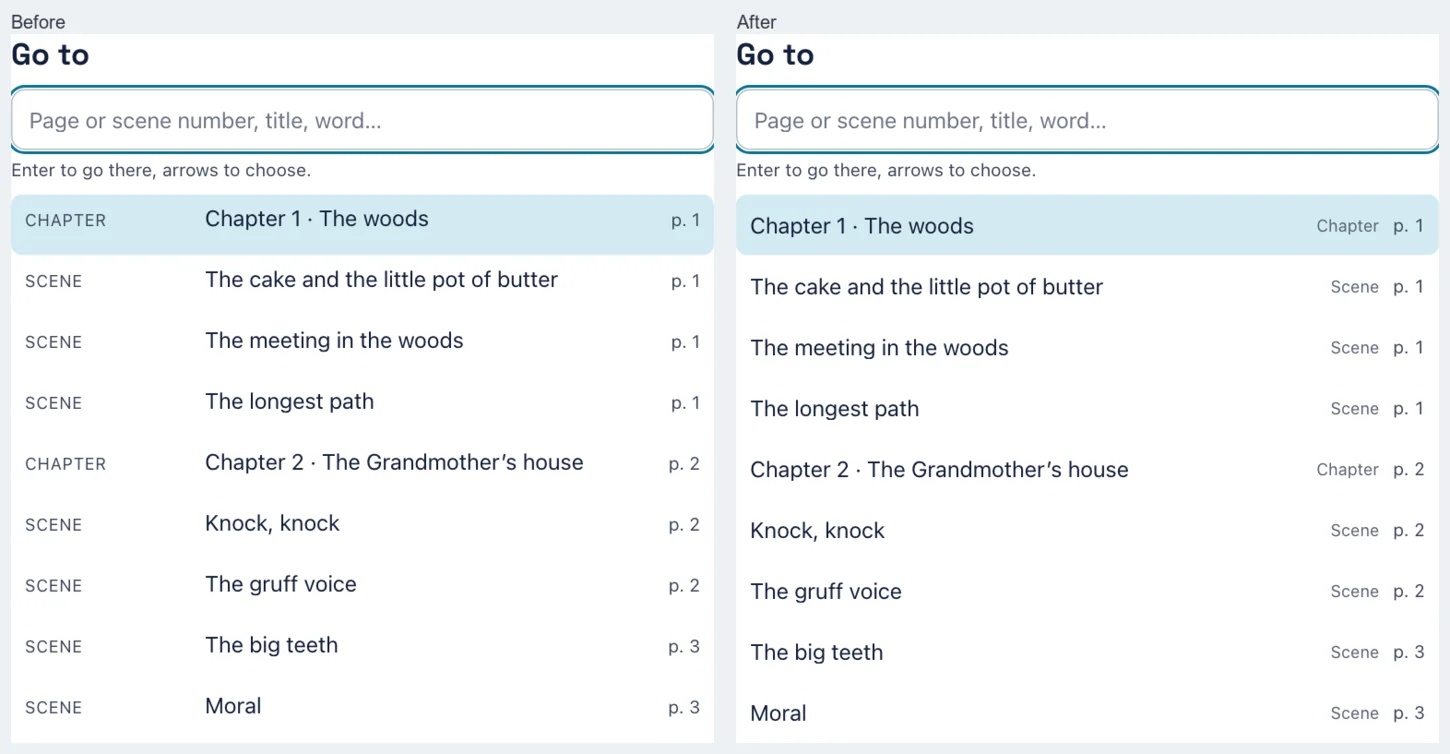 Before
Go to
Page or scene number, title, word...
Enter to go there, arrows to choose.
CHAPTER Chapter 1 · The woods p. 1
SCENE The cake and the little pot of butter p. 1
SCENE The meeting in the woods p. 1
SCENE The longest path p. 1
CHAPTER Chapter 2 · The Grandmother’s house p. 2
SCENE Knock, knock p. 2
SCENE The gruff voice p. 2
SCENE The big teeth p. 3
SCENE Moral p. 3
After
Go to
Page or scene number, title, word...
Enter to go there, arrows to choose.
Chapter 1 · The woods Chapter p. 1
The cake and the little pot of butter Scene p. 1
The meeting in the woods Scene p. 1
The longest path Scene p. 1
Chapter 2 · The Grandmother’s house Chapter p. 2
Knock, knock Scene p. 2
The gruff voice Scene p. 2
The big teeth Scene p. 3
Moral Scene p. 3